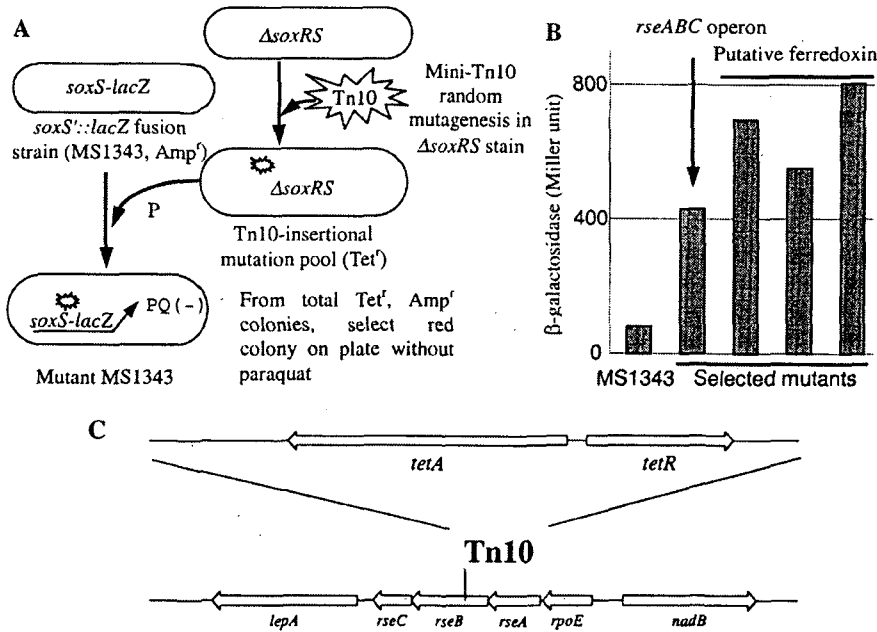 A
ΔsoxRS
soxS-lacZ
Tn10
Mini-Tn10
random
mutagenesis in
ΔsoxRS stain
soxS'::lacZ fusion
strain (MS1343, Ampʳ)
ΔsoxRS
P
Tn10-insertional
mutation pool (Tetʳ)
soxS-lacZ
PQ (-)
Mutant MS1343
From total Tetʳ, Ampʳ
colonies, select red
colony on plate without
paraquat
B
rseABC operon
Putative ferredoxin
β-galactosidase (Miller unit)
800
400
0
MS1343
Selected mutants
C
tetA
tetR
Tn10
lepA
rseC
rseB
rseA
rpoE
nadB